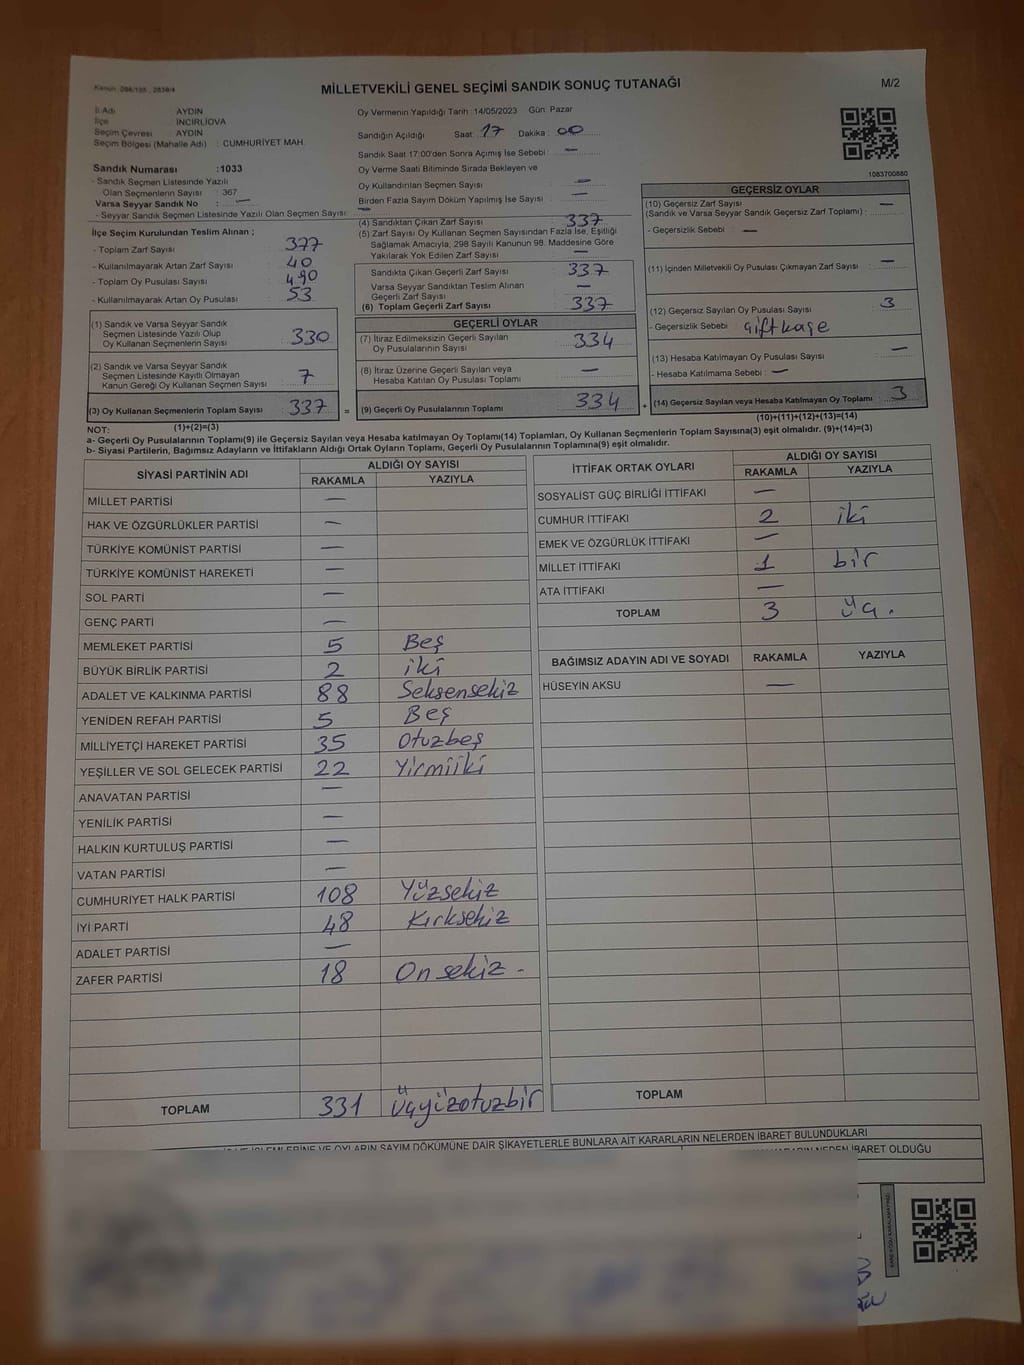 Kanun 298/105 , 2839/4
MİLLETVEKİLİ GENEL SEÇİMİ SANDIK SONUÇ TUTANAĞI
M/2
İl Adı AYDIN
İlçe İNCİRLİOVA
Seçim Çevresi : AYDIN
Seçim Bölgesi (Mahalle Adı) : CUMHURİYET MAH.
Sandık Numarası :1033
- Sandık Seçmen Listesinde Yazılı
Olan Seçmenlerin Sayısı : 367
Varsa Seyyar Sandık No : —
- Seyyar Sandık Seçmen Listesinde Yazılı Olan Seçmen Sayısı: —
İlçe Seçim Kurulundan Teslim Alınan ;
- Toplam Zarf Sayısı 377
- Kullanılmayarak Artan Zarf Sayısı 40
- Toplam Oy Pusulası Sayısı 490
- Kullanılmayarak Artan Oy Pusulası 53
(1) Sandık ve Varsa Seyyar Sandık
Seçmen Listesinde Yazılı Olup
Oy Kullanan Seçmenlerin Sayısı 330
(2) Sandık ve Varsa Seyyar Sandık
Seçmen Listesinde Kayıtlı Olmayan
Kanun Gereği Oy Kullanan Seçmen Sayısı 7
(3) Oy Kullanan Seçmenlerin Toplam Sayısı 337 =
Oy Vermenin Yapıldığı Tarih :14/05/2023 Gün: Pazar
Sandığın Açıldığı Saat: 17 Dakika : 00
Sandık Saat 17:00'den Sonra Açımış İse Sebebi : —
Oy Verme Saati Bitiminde Sırada Bekleyen ve
Oy Kullandırılan Seçmen Sayısı —
Birden Fazla Sayım Döküm Yapılmış İse Sayısı : —
(4) Sandıktan Çıkan Zarf Sayısı 337
(5) Zarf Sayısı Oy Kullanan Seçmen Sayısından Fazla İse, Eşitliği
Sağlamak Amacıyla, 298 Sayılı Kanunun 98. Maddesine Göre
Yakılarak Yok Edilen Zarf Sayısı —
Sandıkta Çıkan Geçerli Zarf Sayısı 337
Varsa Seyyar Sandıktan Teslim Alınan
Geçerli Zarf Sayısı —
(6) Toplam Geçerli Zarf Sayısı 337
GEÇERLİ OYLAR
(7) İtiraz Edilmeksizin Geçerli Sayılan
Oy Pusulalarının Sayısı 334
(8) İtiraz Üzerine Geçerli Sayılan veya
Hesaba Katılan Oy Pusulası Toplamı —
(9) Geçerli Oy Pusulalarının Toplamı 334 +
1083700880
GEÇERSİZ OYLAR
(10) Geçersiz Zarf Sayısı
(Sandık ve Varsa Seyyar Sandık Geçersiz Zarf Toplamı) : —
- Geçersizlik Sebebi : —
(11) İçinden Milletvekili Oy Pusulası Çıkmayan Zarf Sayısı —
(12) Geçersiz Sayılan Oy Pusulası Sayısı 3
- Geçersizlik Sebebi : Çift kaşe
(13) Hesaba Katılmayan Oy Pusulası Sayısı —
- Hesaba Katılmama Sebebi : —
(14) Geçersiz Sayılan veya Hesaba Katılmayan Oy Toplamı 3
NOT: (1)+(2)=(3) (10)+(11)+(12)+(13)=(14)
a- Geçerli Oy Pusulalarının Toplamı(9) ile Geçersiz Sayılan veya Hesaba katılmayan Oy Toplamı(14) Toplamları, Oy Kullanan Seçmenlerin Toplam Sayısına(3) eşit olmalıdır. (9)+(14)=(3)
b- Siyasi Partilerin, Bağımsız Adayların ve İttifakların Aldığı Ortak Oyların Toplamı, Geçerli Oy Pusulalarının Toplamına(9) eşit olmalıdır.
SİYASİ PARTİNİN ADI ALDIĞI OY SAYISI
RAKAMLA YAZIYLA
MİLLET PARTİSİ —
HAK VE ÖZGÜRLÜKLER PARTİSİ —
TÜRKİYE KOMÜNİST PARTİSİ —
TÜRKİYE KOMÜNİST HAREKETİ —
SOL PARTİ —
GENÇ PARTİ —
MEMLEKET PARTİSİ 5 Beş
BÜYÜK BİRLİK PARTİSİ 2 iki
ADALET VE KALKINMA PARTİSİ 88 Seksensekiz
YENİDEN REFAH PARTİSİ 5 Beş
MİLLİYETÇİ HAREKET PARTİSİ 35 Otuzbeş
YEŞİLLER VE SOL GELECEK PARTİSİ 22 Yirmiiki
ANAVATAN PARTİSİ —
YENİLİK PARTİSİ —
HALKIN KURTULUŞ PARTİSİ —
VATAN PARTİSİ —
CUMHURİYET HALK PARTİSİ 108 Yüzsekiz
İYİ PARTİ 48 Kırksekiz
ADALET PARTİSİ —
ZAFER PARTİSİ 18 Onsekiz -
TOPLAM 331 Üçyüzotuzbir
İTTİFAK ORTAK OYLARI ALDIĞI OY SAYISI
RAKAMLA YAZIYLA
SOSYALİST GÜÇ BİRLİĞİ İTTİFAKI —
CUMHUR İTTİFAKI 2 iki
EMEK VE ÖZGÜRLÜK İTTİFAKI —
MİLLET İTTİFAKI 1 bir
ATA İTTİFAKI —
TOPLAM 3 üç.
BAĞIMSIZ ADAYIN ADI VE SOYADI RAKAMLA YAZIYLA
HÜSEYİN AKSU —
TOPLAM
İŞLEMLERİNE VE OYLARIN SAYIM DÖKÜMÜNE DAİR ŞİKAYETLERLE BUNLARA AİT KARARLARIN NELERDEN İBARET BULUNDUKLARI
NEDEN İBARET OLDUĞU